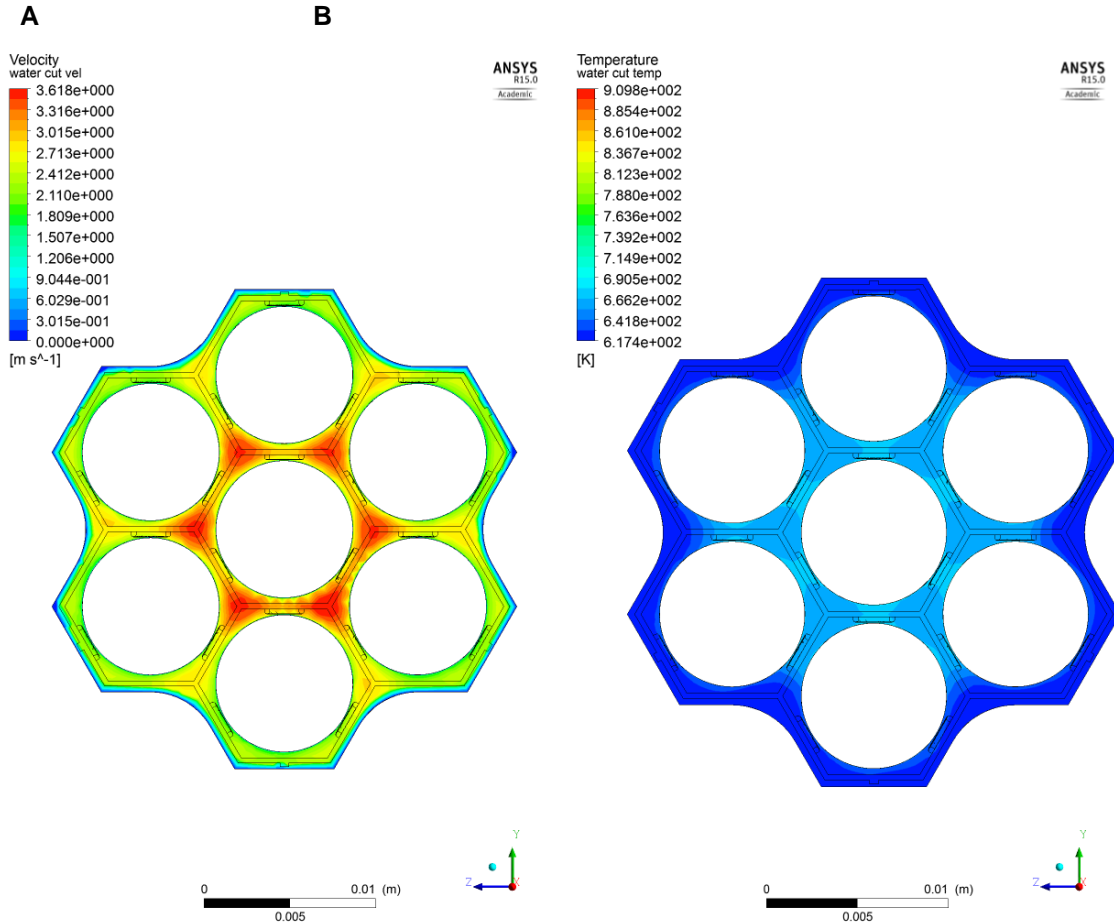 A
B
Velocity
water cut vel
3.618e+000
3.316e+000
3.015e+000
2.713e+000
2.412e+000
2.110e+000
1.809e+000
1.507e+000
1.206e+000
9.044e-001
6.029e-001
3.015e-001
0.000e+000
[m s^-1]
ANSYS
R15.0
Academic
Temperature
water cut temp
9.098e+002
8.854e+002
8.610e+002
8.367e+002
8.123e+002
7.880e+002
7.636e+002
7.392e+002
7.149e+002
6.905e+002
6.662e+002
6.418e+002
6.174e+002
[K]
ANSYS
R15.0
Academic
0
0.01 (m)
0.005
Y
Z
X
0
0.01 (m)
0.005
Y
Z
X